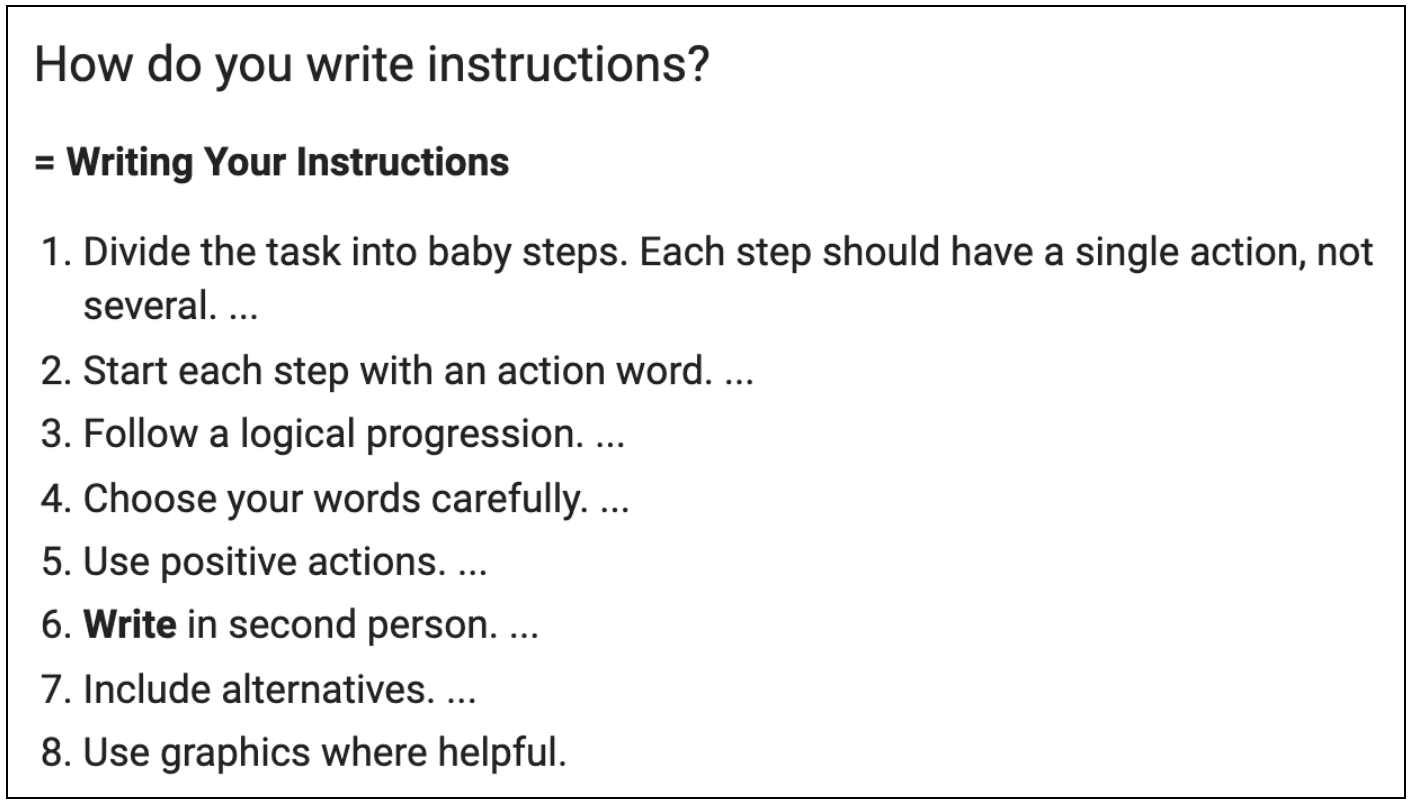 How do you write instructions?
= Writing Your Instructions
1. Divide the task into baby steps. Each step should have a single action, not
several. ...
2. Start each step with an action word. ...
3. Follow a logical progression. ...
4. Choose your words carefully. ...
5. Use positive actions. ...
6. Write in second person. ...
7. Include alternatives. ...
8. Use graphics where helpful.